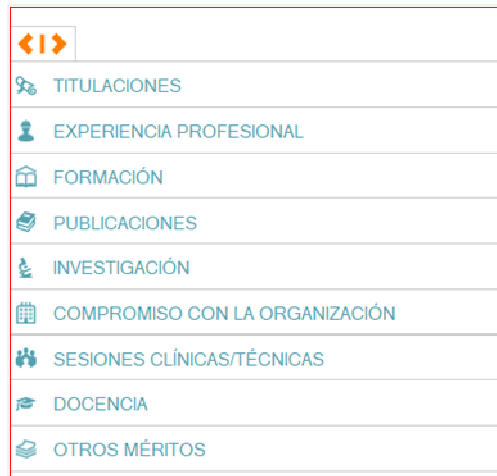 TITULACIONES
EXPERIENCIA PROFESIONAL
FORMACIÓN
PUBLICACIONES
INVESTIGACIÓN
COMPROMISO CON LA ORGANIZACIÓN
SESIONES CLÍNICAS/TÉCNICAS
DOCENCIA
OTROS MÉRITOS